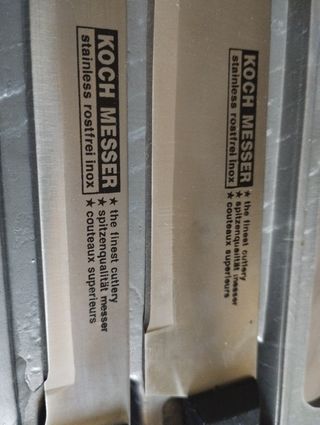 KOCH MESSER
stainless rostfrei inox
★ the finest cutlery
★ spitzenqualität messer
★ couteaux superieurs
KOCH MESSER
stainless rostfrei inox
★ the finest cutlery
★ spitzenqualität messer
★ couteaux superieurs